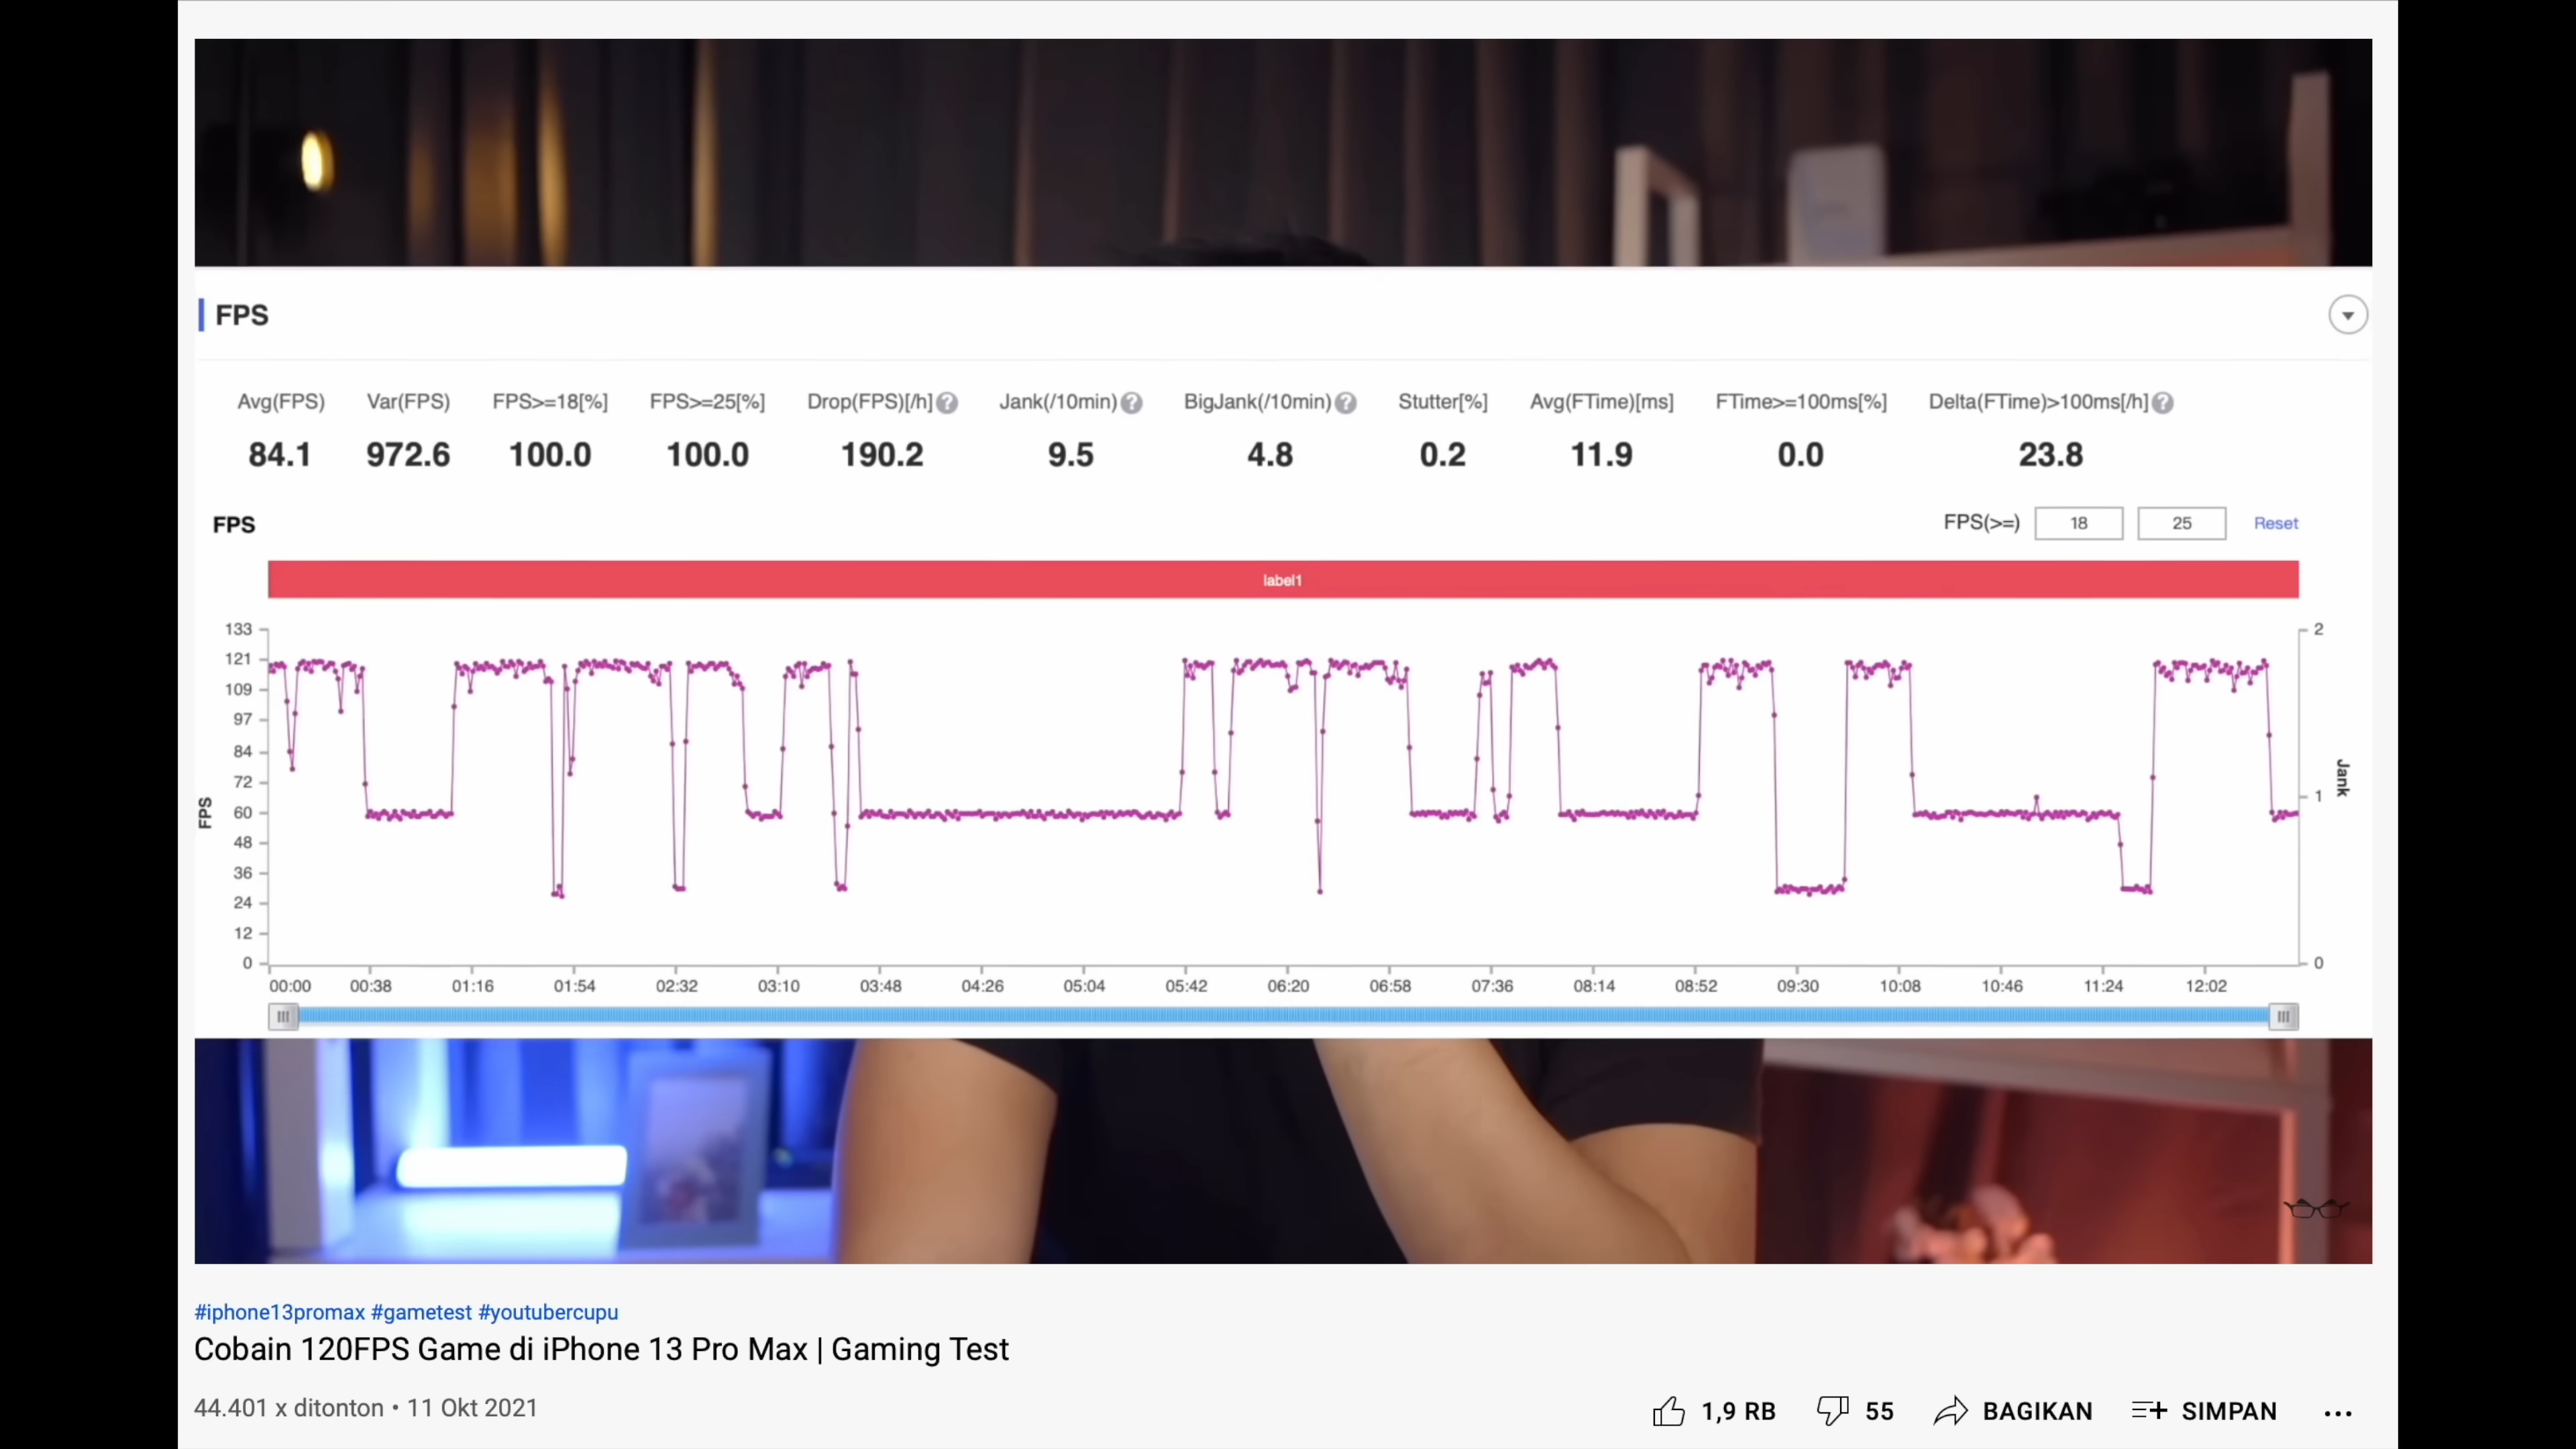 FPS
Avg(FPS) Var(FPS) FPS>=18[%] FPS>=25[%] Drop(FPS)[/h] ? Jank(/10min) ? BigJank(/10min) ? Stutter[%] Avg(FTime)[ms] FTime>=100ms[%] Delta(FTime)>100ms[/h] ?
84.1 972.6 100.0 100.0 190.2 9.5 4.8 0.2 11.9 0.0 23.8
FPS FPS(>=) 18 25 Reset
label1
133 2
121
109
97
84
72
60 1
48
36
24
12
0 0
FPS
Jank
00:00 00:38 01:16 01:54 02:32 03:10 03:48 04:26 05:04 05:42 06:20 06:58 07:36 08:14 08:52 09:30 10:08 10:46 11:24 12:02
#iphone13promax #gametest #youtubercupu
Cobain 120FPS Game di iPhone 13 Pro Max | Gaming Test
44.401 x ditonton • 11 Okt 2021 1,9 RB 55 BAGIKAN SIMPAN ...